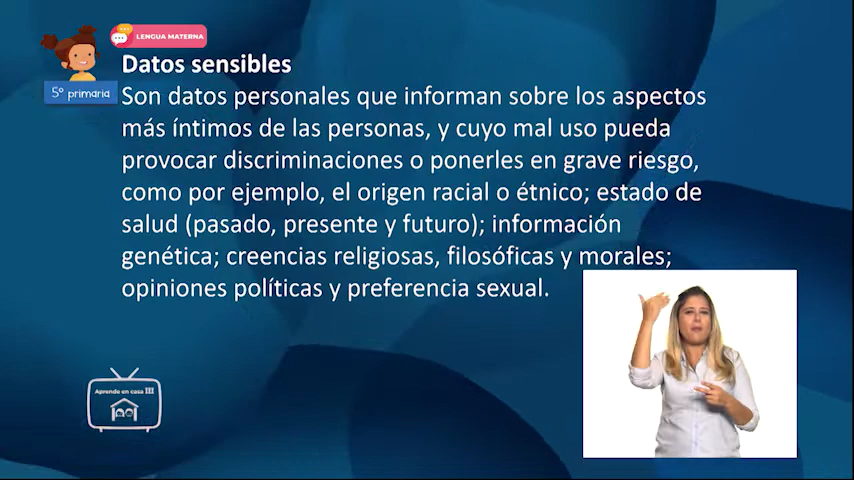 LENGUA MATERNA
5º primaria
Datos sensibles
Son datos personales que informan sobre los aspectos
más íntimos de las personas, y cuyo mal uso pueda
provocar discriminaciones o ponerles en grave riesgo,
como por ejemplo, el origen racial o étnico; estado de
salud (pasado, presente y futuro); información
genética; creencias religiosas, filosóficas y morales;
opiniones políticas y preferencia sexual.
Aprende en casa III